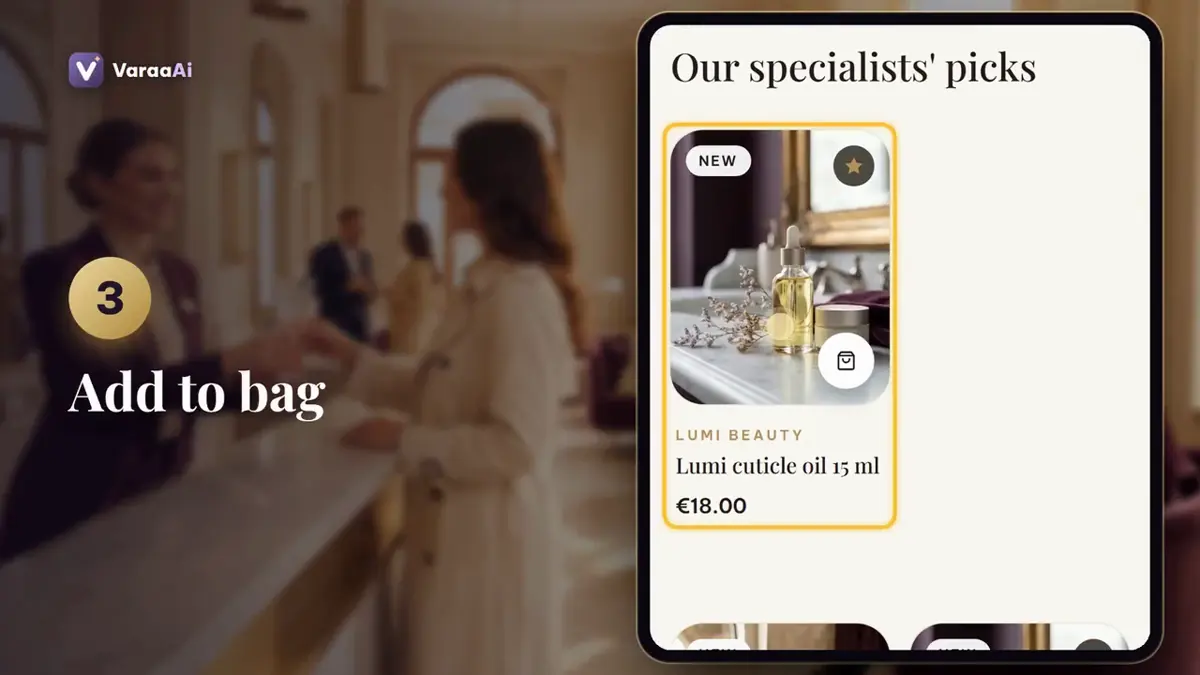 VaraaAi
3
Add to bag
Our specialists' picks
NEW
LUMI BEAUTY
Lumi cuticle oil 15 ml
€18.00